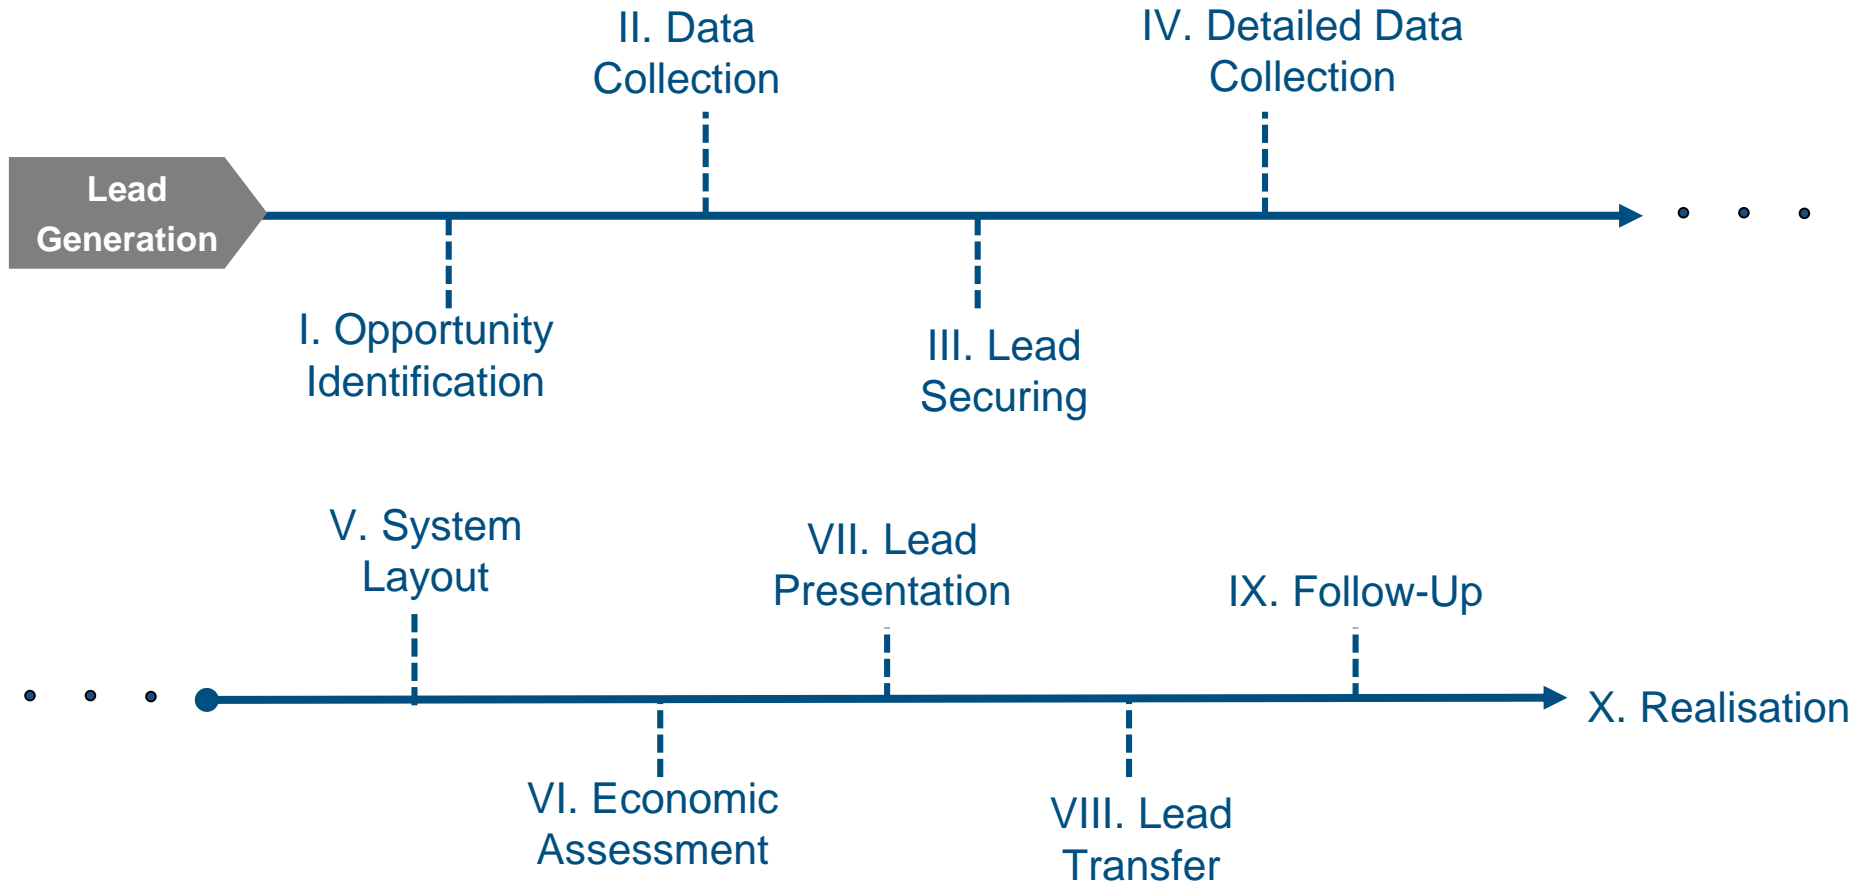 Lead
Generation
I. Opportunity
Identification
II. Data
Collection
III. Lead
Securing
IV. Detailed Data
Collection
V. System
Layout
VI. Economic
Assessment
VII. Lead
Presentation
VIII. Lead
Transfer
IX. Follow-Up
X. Realisation